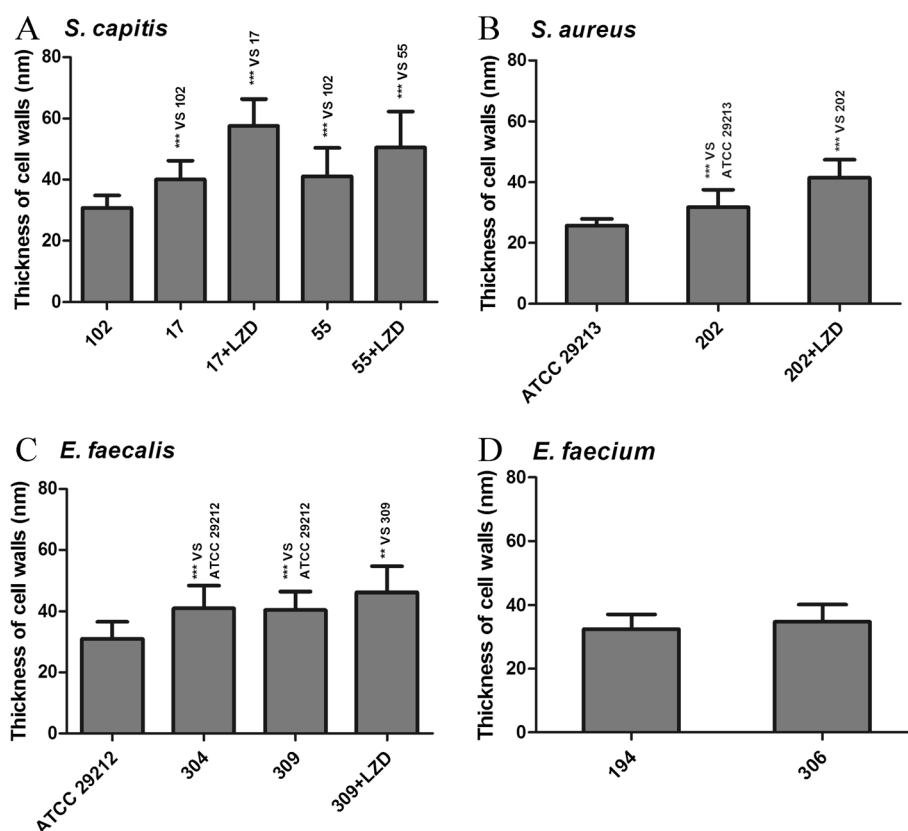 A S. capitis
Thickness of cell walls (nm)
80
60
40
20
0
*** VS 102
*** VS 17
*** VS 102
*** VS 55
102
17
17+LZD
55
55+LZD
B S. aureus
Thickness of cell walls (nm)
80
60
40
20
0
*** VS
ATCC 29213
*** VS 202
ATCC 29213
202
202+LZD
C E. faecalis
Thickness of cell walls (nm)
80
60
40
20
0
*** VS
ATCC 29212
*** VS
ATCC 29212
** VS 309
ATCC 29212
304
309
309+LZD
D E. faecium
Thickness of cell walls (nm)
80
60
40
20
0
194
306